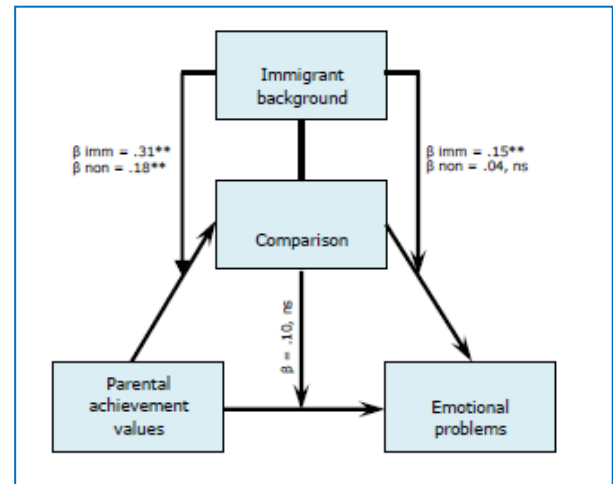 Immigrant
background
β imm = .31**
β non = .18**
β imm = .15**
β non = .04, ns
Comparison
β = .10, ns
Parental
achievement
values
Emotional
problems